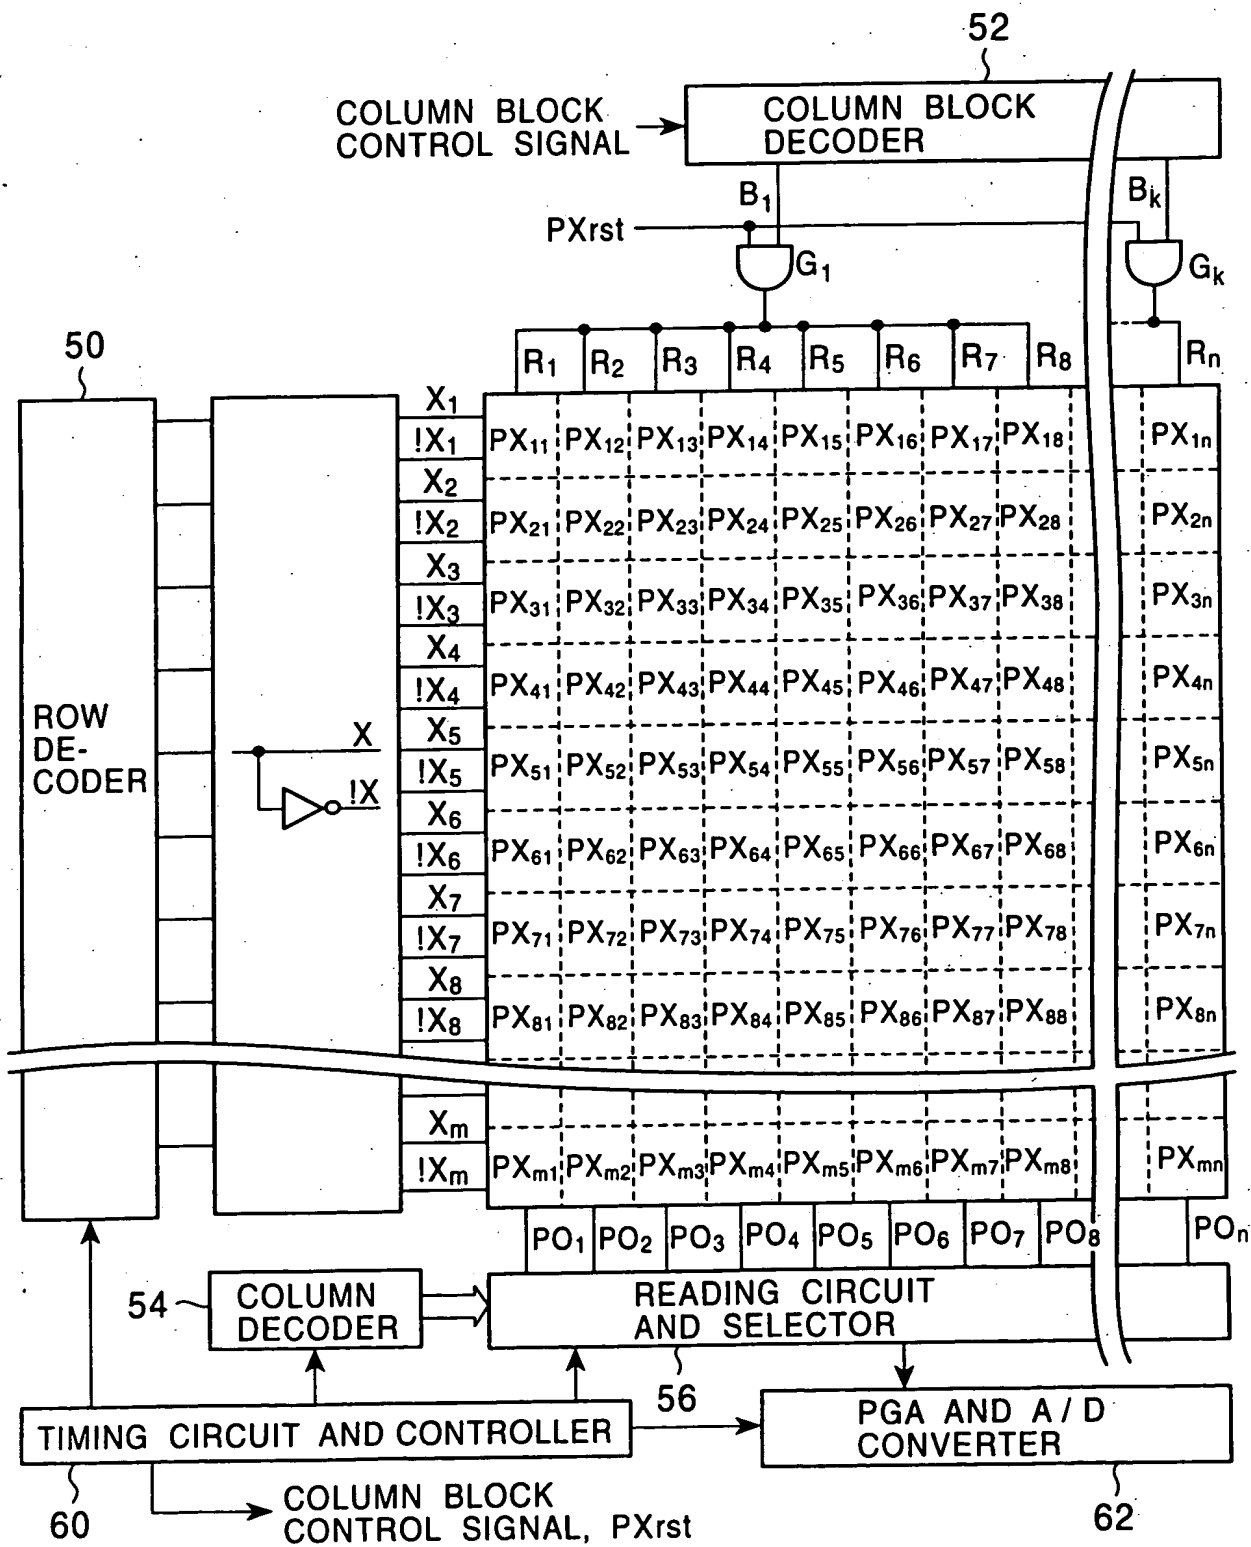 52
COLUMN BLOCK
CONTROL SIGNAL
COLUMN BLOCK
DECODER
B1
Bk
PXrst
G1
Gk
50
R1 R2 R3 R4 R5 R6 R7 R8 Rn
X1
!X1
PX11 PX12 PX13 PX14 PX15 PX16 PX17 PX18 PX1n
X2
!X2
PX21 PX22 PX23 PX24 PX25 PX26 PX27 PX28 PX2n
X3
!X3
PX31 PX32 PX33 PX34 PX35 PX36 PX37 PX38 PX3n
X4
!X4
PX41 PX42 PX43 PX44 PX45 PX46 PX47 PX48 PX4n
ROW
DE-
CODER
X
!X
X5
!X5
PX51 PX52 PX53 PX54 PX55 PX56 PX57 PX58 PX5n
X6
!X6
PX61 PX62 PX63 PX64 PX65 PX66 PX67 PX68 PX6n
X7
!X7
PX71 PX72 PX73 PX74 PX75 PX76 PX77 PX78 PX7n
X8
!X8
PX81 PX82 PX83 PX84 PX85 PX86 PX87 PX88 PX8n
Xm
!Xm
PXm1 PXm2 PXm3 PXm4 PXm5 PXm6 PXm7 PXm8 PXmn
PO1 PO2 PO3 PO4 PO5 PO6 PO7 PO8 POn
54
COLUMN
DECODER
READING CIRCUIT
AND SELECTOR
56
TIMING CIRCUIT AND CONTROLLER
PGA AND A/D
CONVERTER
60
COLUMN BLOCK
CONTROL SIGNAL, PXrst
62